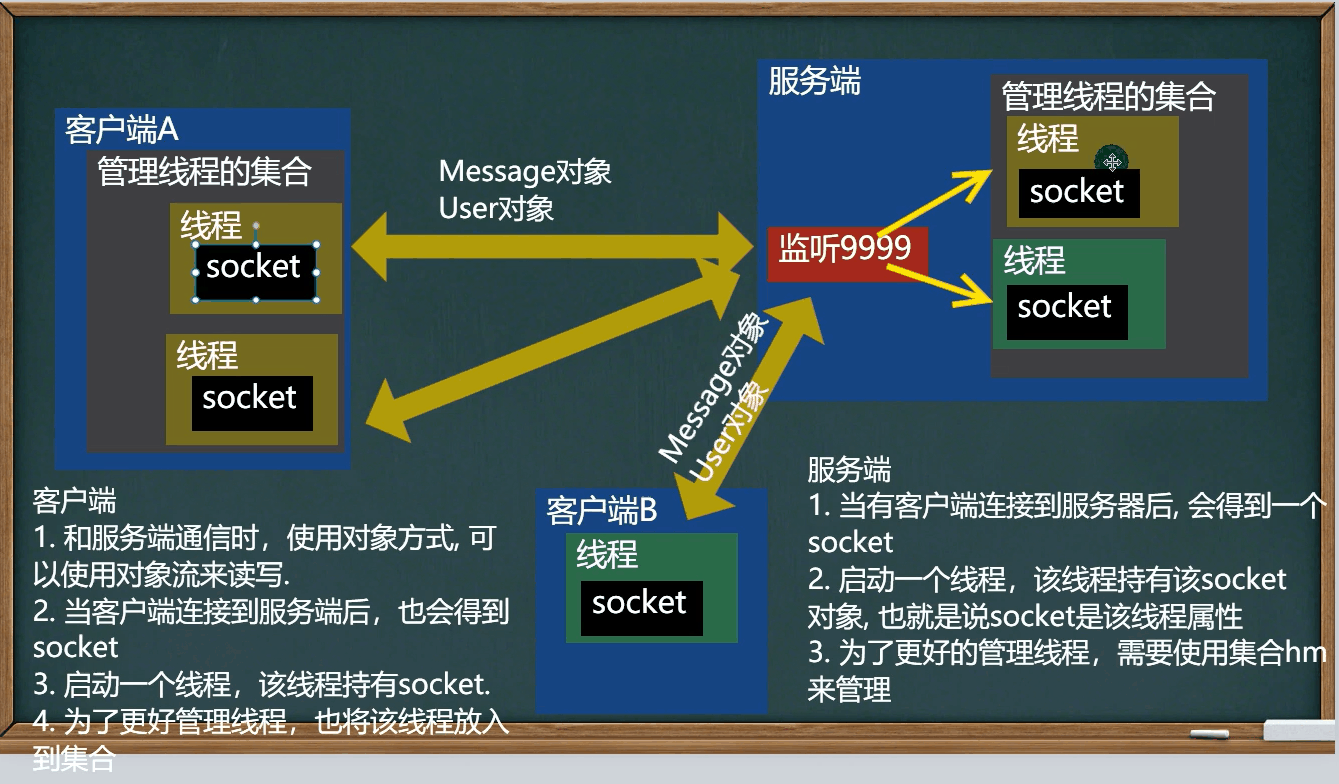 客户端A
管理线程的集合
线程
socket
线程
socket
Message对象
User对象
服务端
管理线程的集合
线程
socket
监听9999
线程
socket
Message对象
User对象
客户端B
线程
socket
客户端
1. 和服务端通信时，使用对象方式, 可
以使用对象流来读写.
2. 当客户端连接到服务端后，也会得到
socket
3. 启动一个线程，该线程持有socket.
4. 为了更好管理线程，也将该线程放入
到集合
服务端
1. 当有客户端连接到服务器后, 会得到一个
socket
2. 启动一个线程，该线程持有该socket
对象, 也就是说socket是该线程属性
3. 为了更好的管理线程，需要使用集合hm
来管理